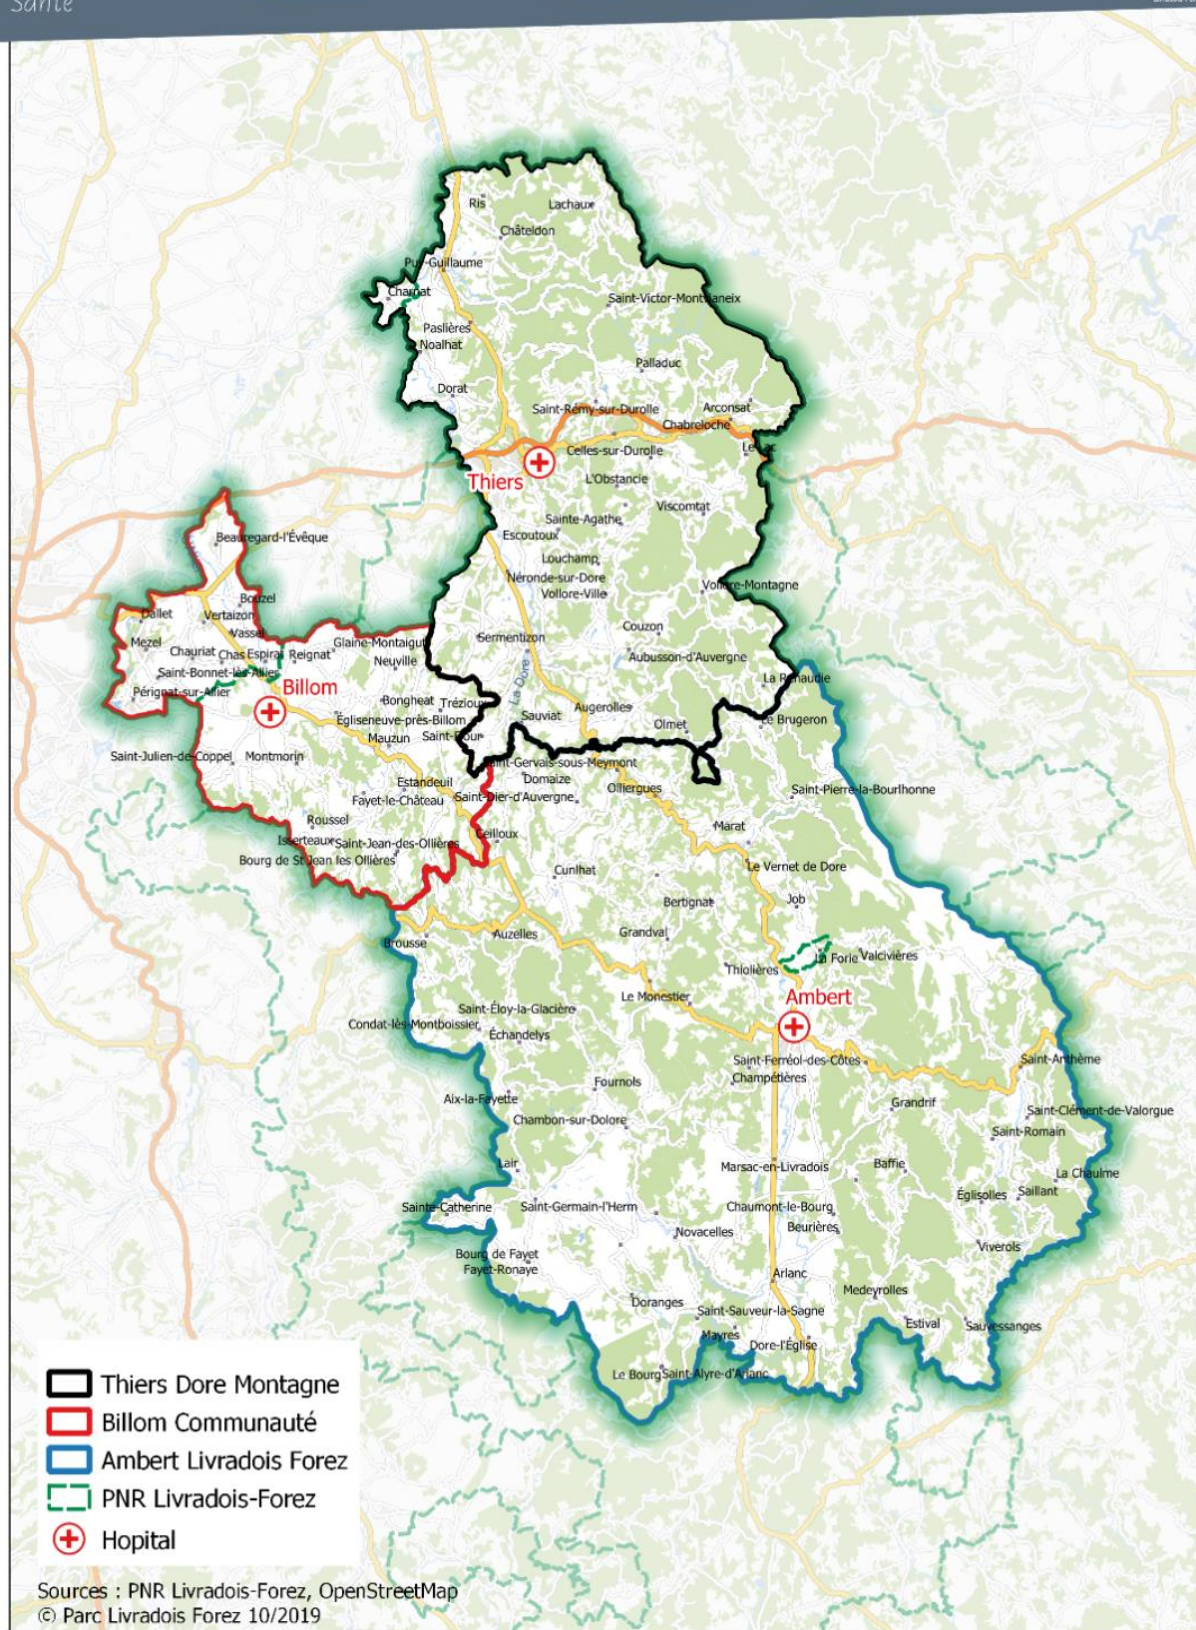 Santé
Ris
Lachaux
Châteldon
Puy-Guillaume
Charnat
Saint-Victor-Montvianeix
Paslières
Noalhat
Palladuc
Dorat
Saint-Rémy-sur-Durolle
Arconsat
Chabreloche
Celles-sur-Durolle
Thiers
L'Obstancie
Viscomtat
Sainte-Agathe
Escoutoux
Beauregard-l'Évêque
Louchamp
Néronde-sur-Dore
Vollore-Montagne
Vollore-Ville
Bouzel
Dallet
Vertaizon
Vassel
Couzon
Sermentizon
Mezel
Glaine-Montaigut
Chauriat
Chas
Espirat
Reignat
Neuville
Aubusson-d'Auvergne
Saint-Bonnet-lès-Allier
La Renaudie
Billom
Pérignat-sur-Allier
La Dore
Bongheat
Trézioux
Augerolles
Sauviat
Égliseneuve-près-Billom
Le Brugeron
Olmet
Mauzun
Saint-Flour
Saint-Julien-de-Coppel
Montmorin
Saint-Gervais-sous-Meymont
Domaize
Estandeuil
Olliergues
Saint-Pierre-la-Bourlhonne
Fayet-le-Château
Saint-Dier-d'Auvergne
Roussel
Marat
Ceilloux
Isserteaux
Saint-Jean-des-Ollières
Bourg de St Jean les Ollières
Le Vernet de Dore
Cunlhat
Job
Bertignat
Grandval
Auzelles
Brousse
La Forie
Valcivières
Thiolières
Le Monestier
Ambert
Saint-Éloy-la-Glacière
Condat-lès-Montboissier
Échandelys
Saint-Ferréol-des-Côtes
Saint-Anthème
Champétières
Fournols
Aix-la-Fayette
Grandrif
Saint-Clément-de-Valorgue
Chambon-sur-Dolore
Saint-Romain
Lair
Marsac-en-Livradois
Baffie
La Chaulme
Églisolles
Saillant
Sainte-Catherine
Saint-Germain-l'Herm
Chaumont-le-Bourg
Beurières
Novacelles
Viverols
Bourg de Fayet
Fayet-Ronaye
Arlanc
Medeyrolles
Doranges
Saint-Sauveur-la-Sagne
Estival
Sauvessanges
Mayres
Dore-l'Église
Le Bourg
Saint-Alyre-d'Arlanc
Thiers Dore Montagne
Billom Communauté
Ambert Livradois Forez
PNR Livradois-Forez
Hopital
Sources : PNR Livradois-Forez, OpenStreetMap
© Parc Livradois Forez 10/2019